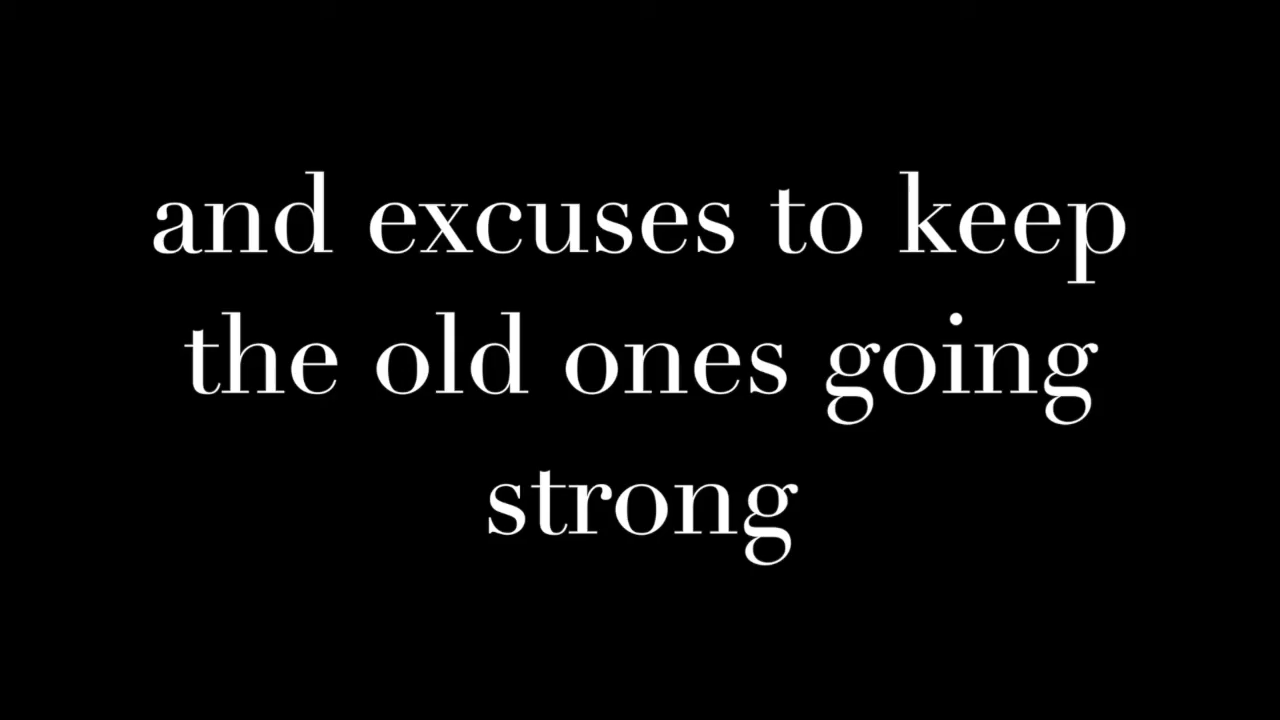 and excuses to keep
the old ones going
strong